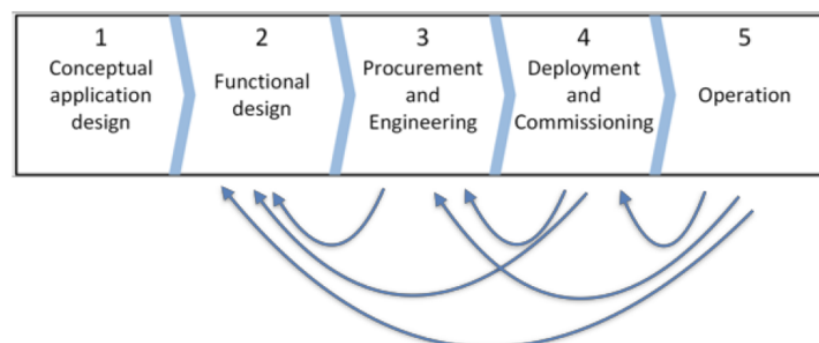 1
Conceptual
application
design
2
Functional
design
3
Procurement
and
Engineering
4
Deployment
and
Commissioning
5
Operation